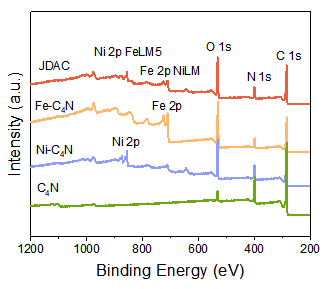 Ni 2p FeLM5
O 1s
C 1s
JDAC
Fe 2p NiLM
N 1s
Fe-C₄N
Fe 2p
Ni-C₄N
Ni 2p
C₄N
Intensity (a.u.)
1200 1000 800 600 400 200
Binding Energy (eV)